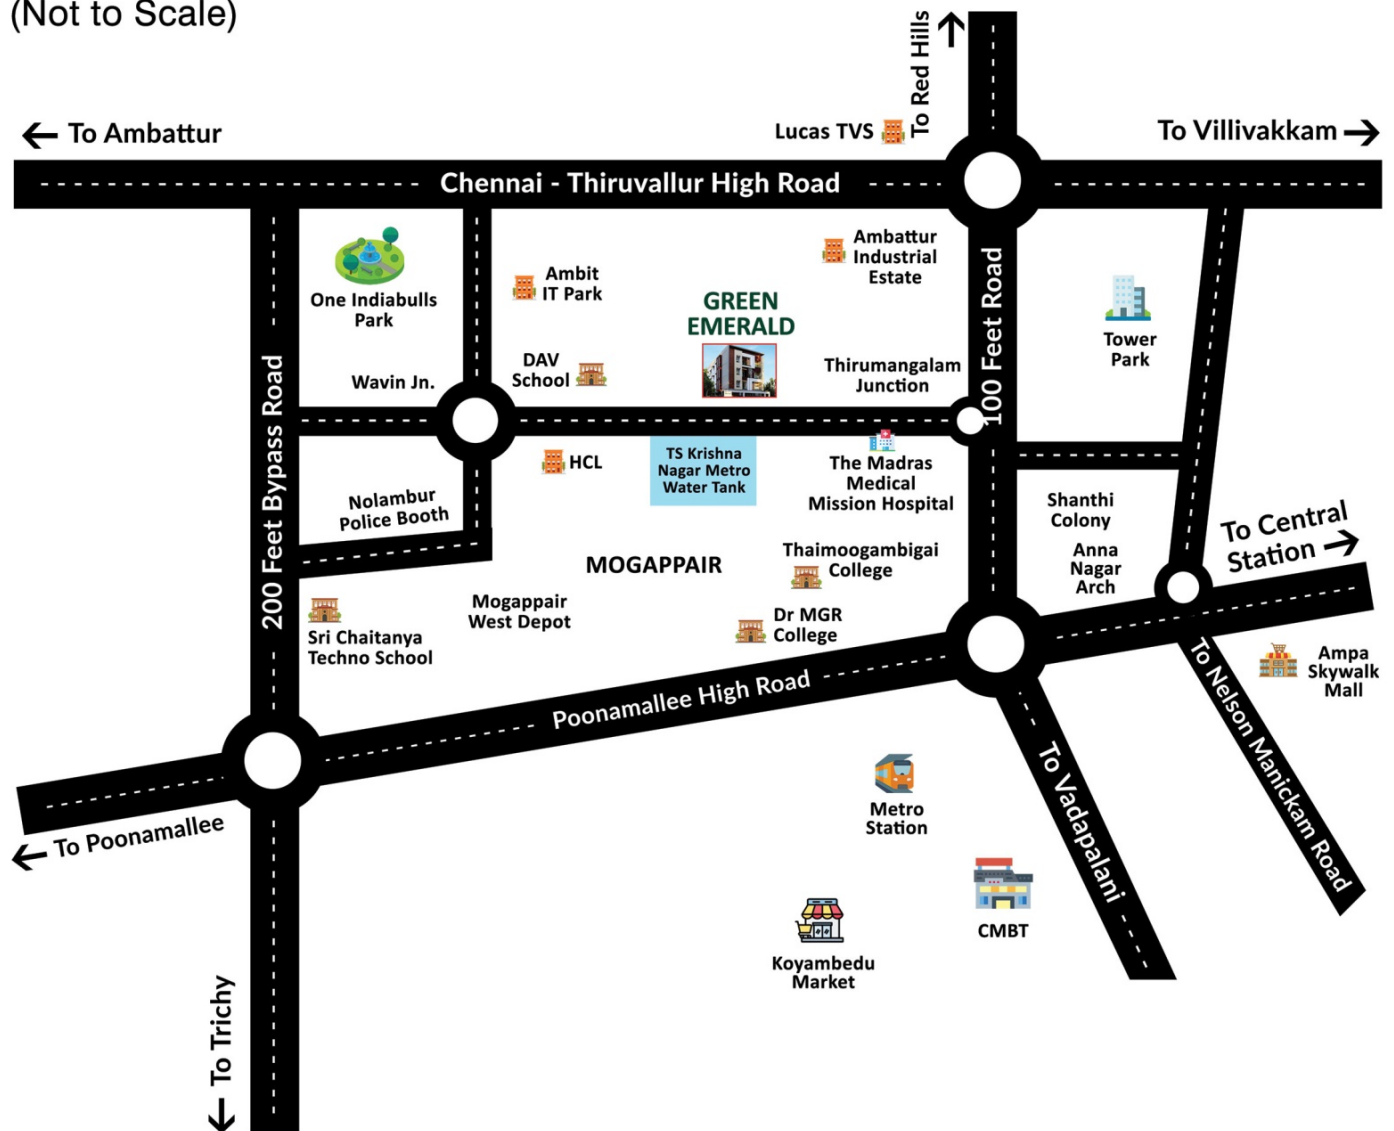 (Not to Scale)
To Red Hills
← To Ambattur
Lucas TVS
To Villivakkam →
Chennai - Thiruvallur High Road
One Indiabulls
Park
Ambit
IT Park
Ambattur
Industrial
Estate
GREEN
EMERALD
100 Feet Road
Tower
Park
Wavin Jn.
DAV
School
Thirumangalam
Junction
200 Feet Bypass Road
HCL
TS Krishna
Nagar Metro
Water Tank
The Madras
Medical
Mission Hospital
Nolambur
Police Booth
Shanthi
Colony
Anna
Nagar
Arch
To Central
Station →
MOGAPPAIR
Thaimoogambigai
College
Mogappair
West Depot
Dr MGR
College
Sri Chaitanya
Techno School
Poonamallee High Road
To Nelson Manickam Road
Ampa
Skywalk
Mall
← To Poonamallee
Metro
Station
To Vadapalani
CMBT
Koyambedu
Market
← To Trichy